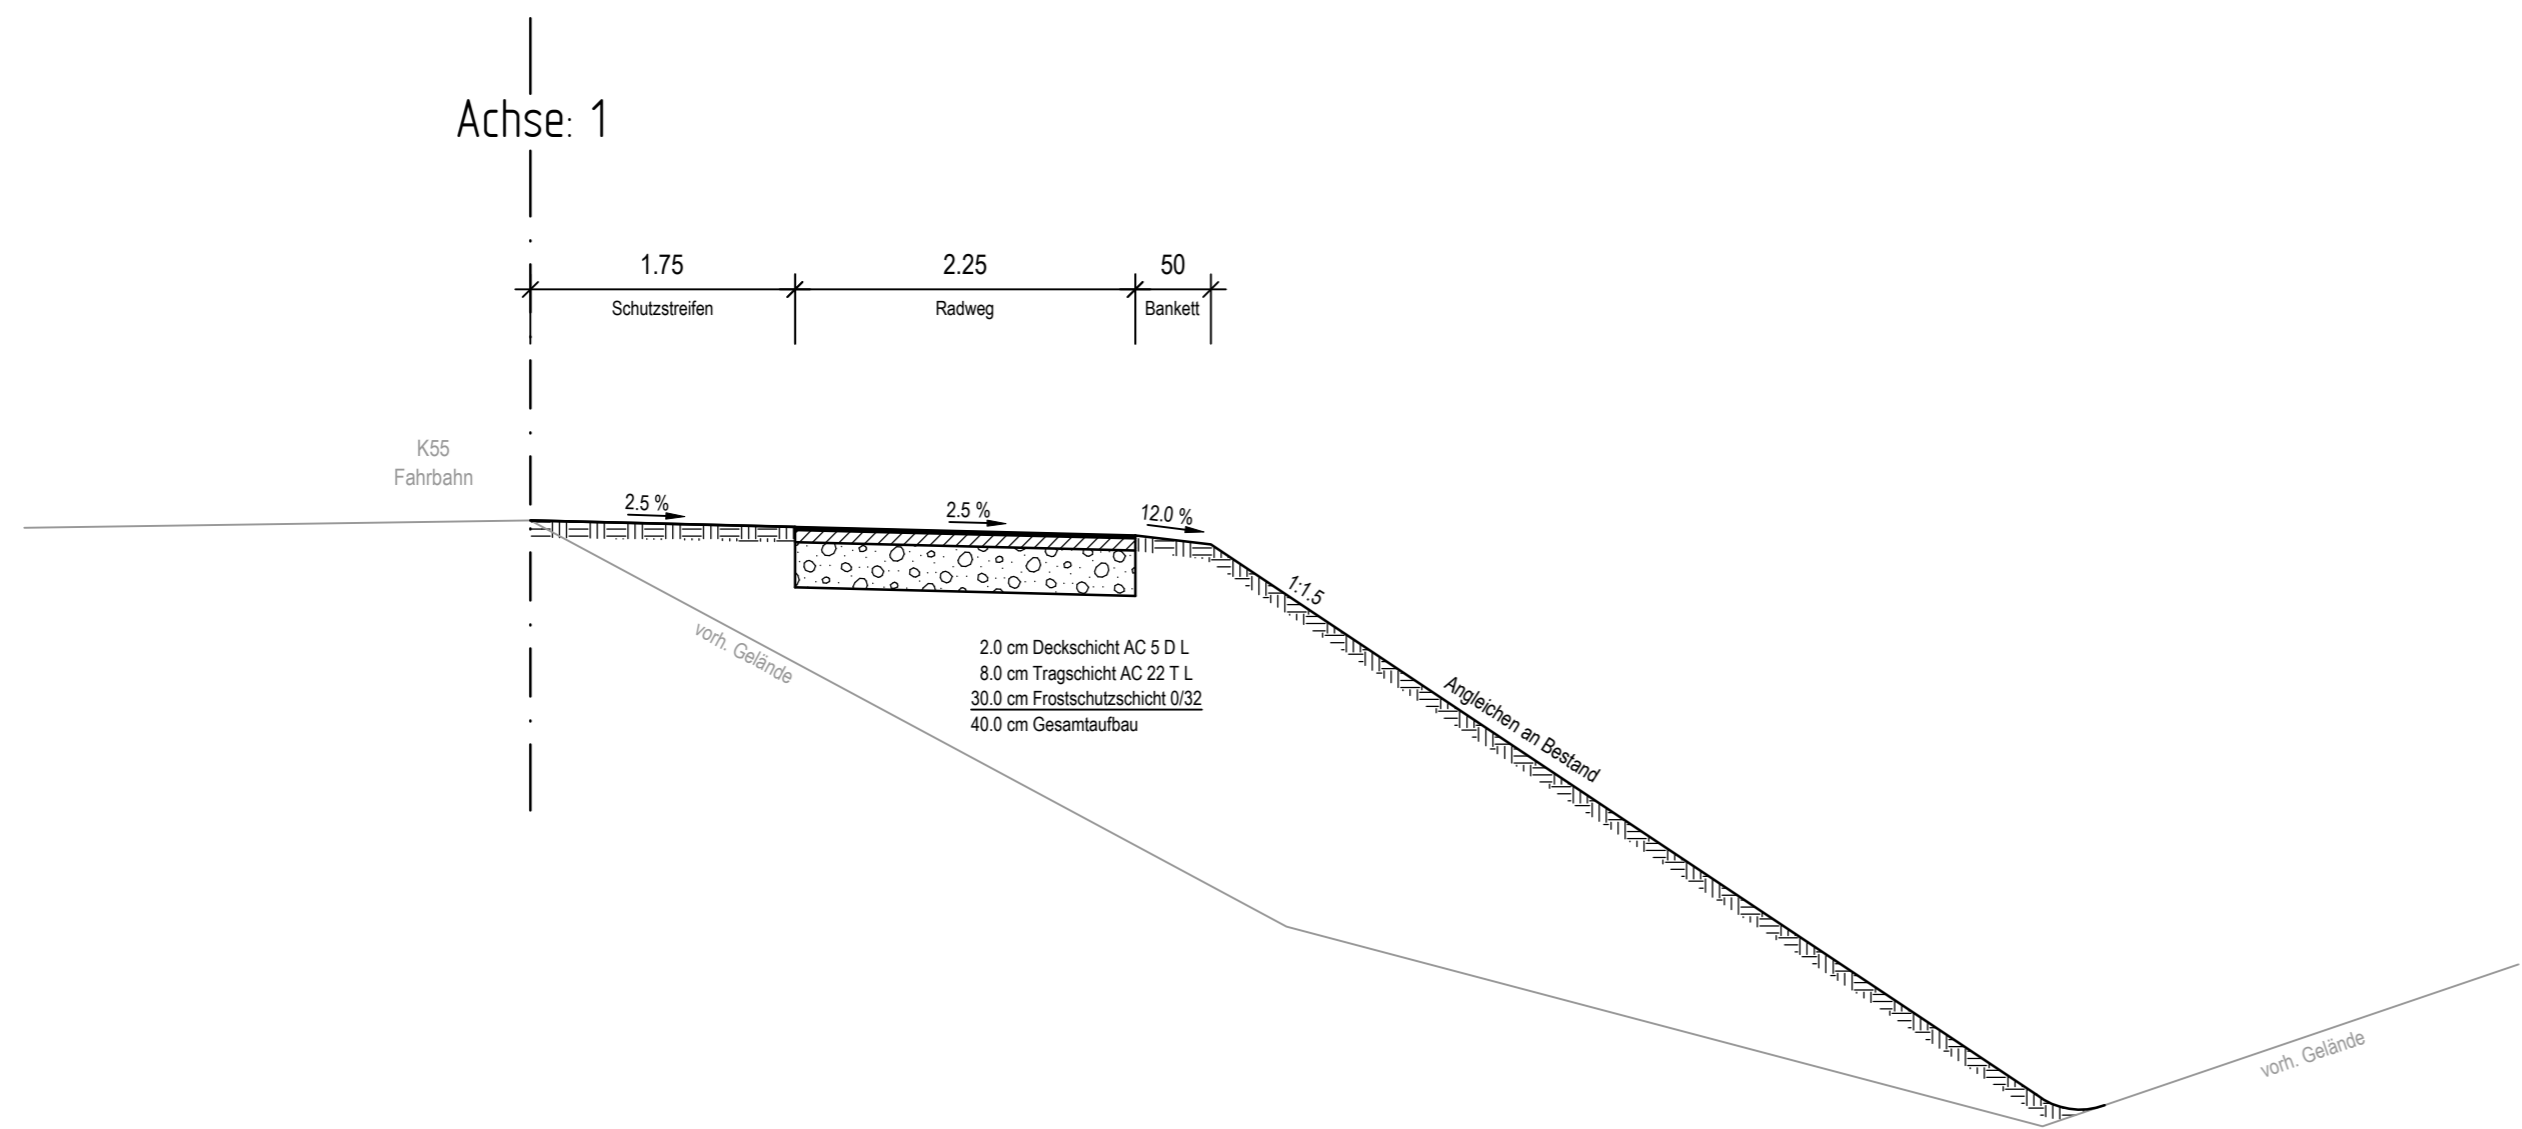 Achse: 1
1.75
2.25
50
Schutzstreifen
Radweg
Bankett
K55
Fahrbahn
2.5 %
2.5 %
12.0 %
1:1.5
vorh. Gelände
2.0 cm Deckschicht AC 5 D L
8.0 cm Tragschicht AC 22 T L
30.0 cm Frostschutzschicht 0/32
40.0 cm Gesamtaufbau
Angleichen an Bestand
vorh. Gelände